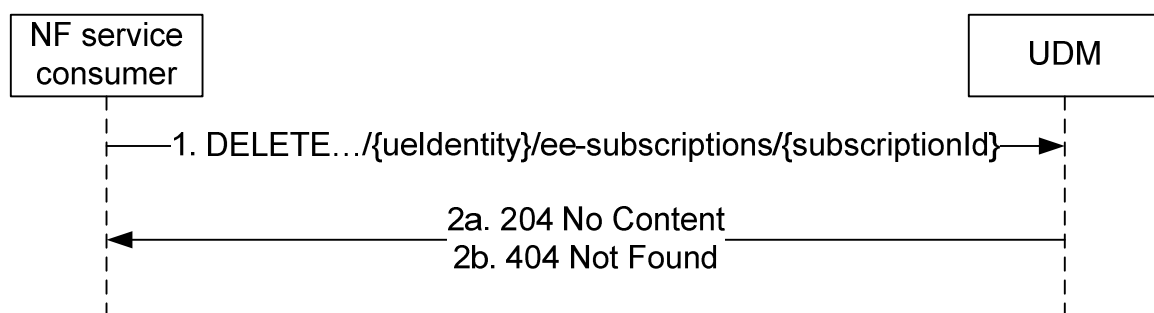 NF service
consumer
UDM
1. DELETE…/{ueIdentity}/ee-subscriptions/{subscriptionId}
2a. 204 No Content
2b. 404 Not Found